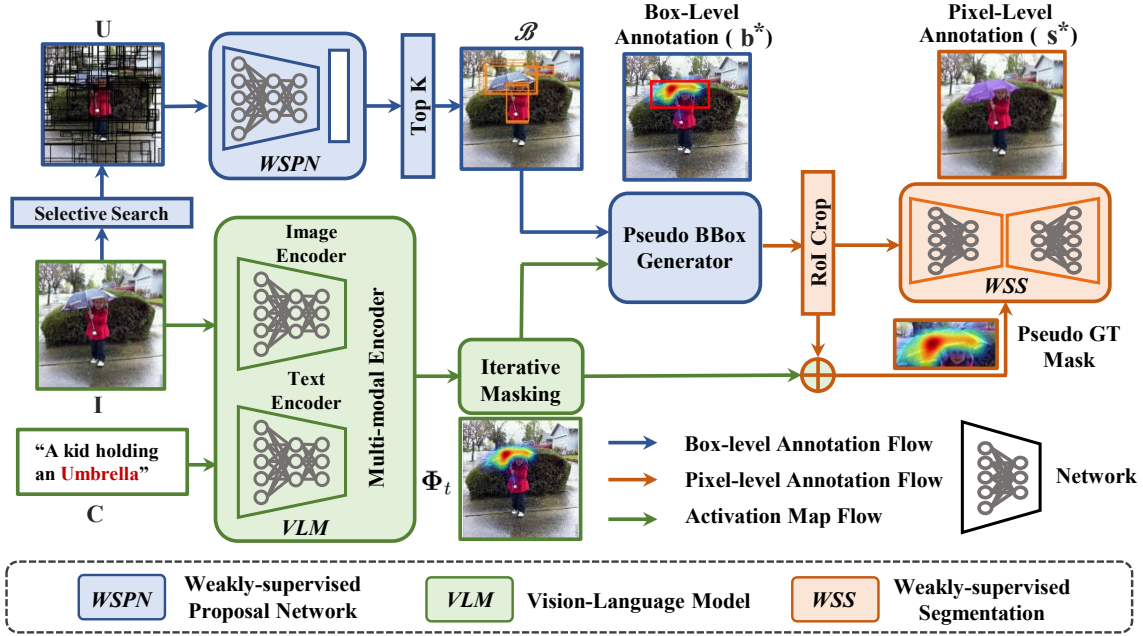 U
WSPN
Top K
ℬ
Box-Level
Annotation ( b*)
Pixel-Level
Annotation ( s*)
Selective Search
Image
Encoder
Text
Encoder
Multi-modal Encoder
VLM
I
“A kid holding
an Umbrella”
C
Iterative
Masking
Φt
Pseudo BBox
Generator
RoI Crop
WSS
Pseudo GT
Mask
Box-level Annotation Flow
Pixel-level Annotation Flow
Activation Map Flow
Network
WSPN
Weakly-supervised
Proposal Network
VLM
Vision-Language Model
WSS
Weakly-supervised
Segmentation